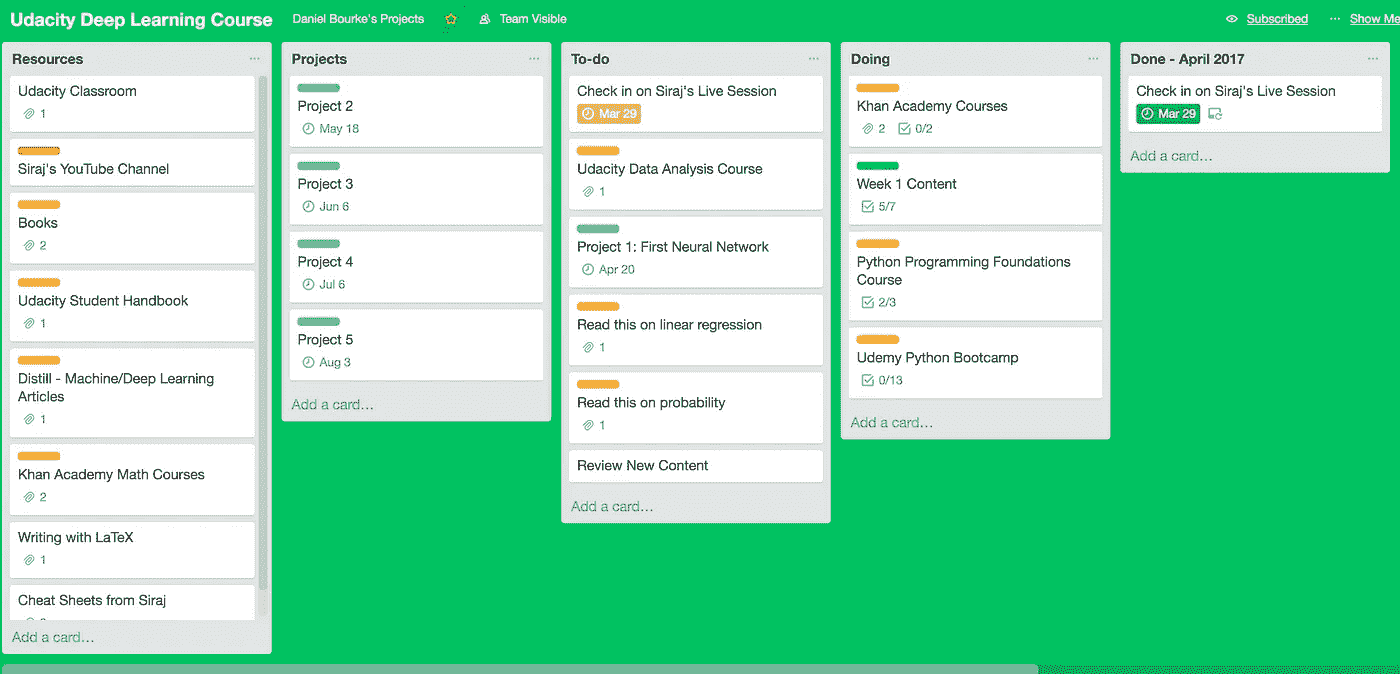 Udacity Deep Learning Course
Daniel Bourke's Projects
Team Visible
Subscribed
Show Me
Resources
Udacity Classroom
1
Siraj's YouTube Channel
Books
2
Udacity Student Handbook
1
Distill - Machine/Deep Learning
Articles
1
Khan Academy Math Courses
2
Writing with LaTeX
1
Cheat Sheets from Siraj
Add a card…
Projects
Project 2
May 18
Project 3
Jun 6
Project 4
Jul 6
Project 5
Aug 3
Add a card…
To-do
Check in on Siraj's Live Session
Mar 29
Udacity Data Analysis Course
1
Project 1: First Neural Network
Apr 20
Read this on linear regression
1
Read this on probability
1
Review New Content
Add a card…
Doing
Khan Academy Courses
2 0/2
Week 1 Content
5/7
Python Programming Foundations
Course
2/3
Udemy Python Bootcamp
0/13
Add a card…
Done - April 2017
Check in on Siraj's Live Session
Mar 29
Add a card…